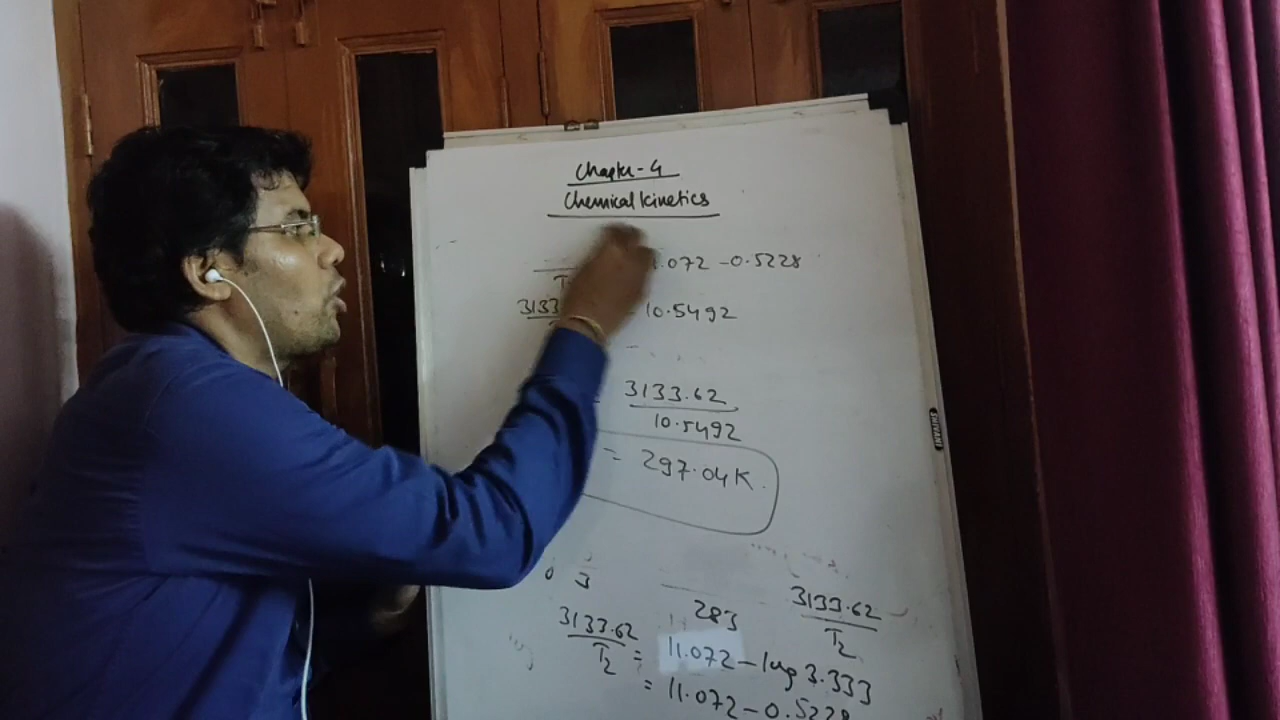 Chapter-4
Chemical kinetics
T .072 - 0.5228
3133 10.5492
3133.62
10.5492
= 297.04K.
3
283 3133.62
T2
3133.62
T2 = 11.072 - log 3.333
= 11.072 - 0.5228